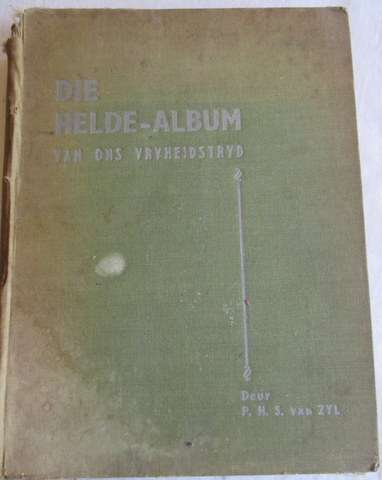 DIE
HELDE-ALBUM
VAN ONS VRYHEIDSTRYD
Deur
P. H. S. van ZYL